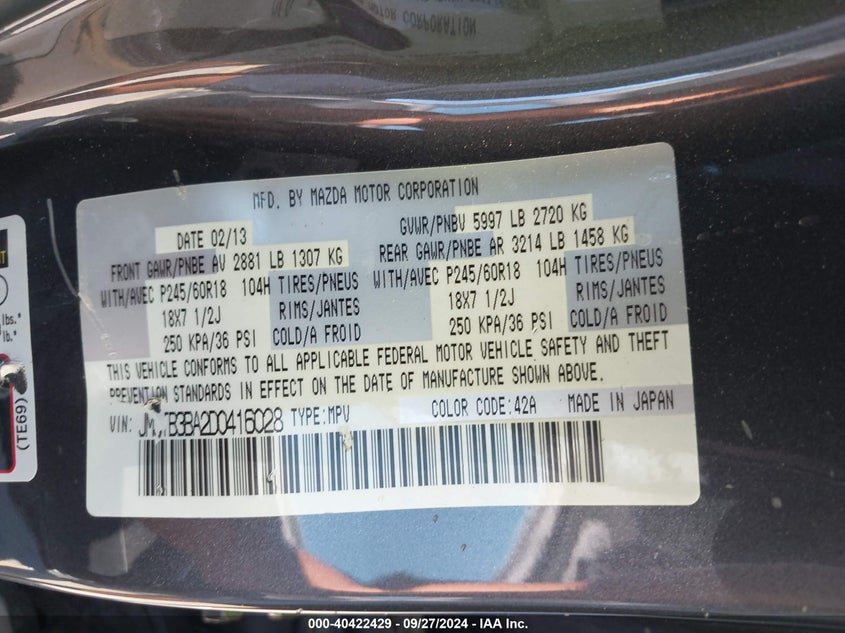 MOTOR CORPORATION
MFD. BY MAZDA MOTOR CORPORATION
DATE 02/13
GVWR/PNBV 5997 LB 2720 KG
FRONT GAWR/PNBE AV 2881 LB 1307 KG
REAR GAWR/PNBE AR 3214 LB 1458 KG
WITH/AVEC P245/60R18 104H TIRES/PNEUS
WITH/AVEC P245/60R18 104H TIRES/PNEUS
18X7 1/2J RIMS/JANTES
18X7 1/2J RIMS/JANTES
250 KPA/36 PSI COLD/A FROID
250 KPA/36 PSI COLD/A FROID
THIS VEHICLE CONFORMS TO ALL APPLICABLE FEDERAL MOTOR VEHICLE SAFETY AND THEFT
PREVENTION STANDARDS IN EFFECT ON THE DATE OF MANUFACTURE SHOWN ABOVE.
VIN: TYPE:MPV COLOR CODE:42A MADE IN JAPAN
lbs.*
lb.*
(TE69)
000-40422429 - 09/27/2024 - IAA Inc.